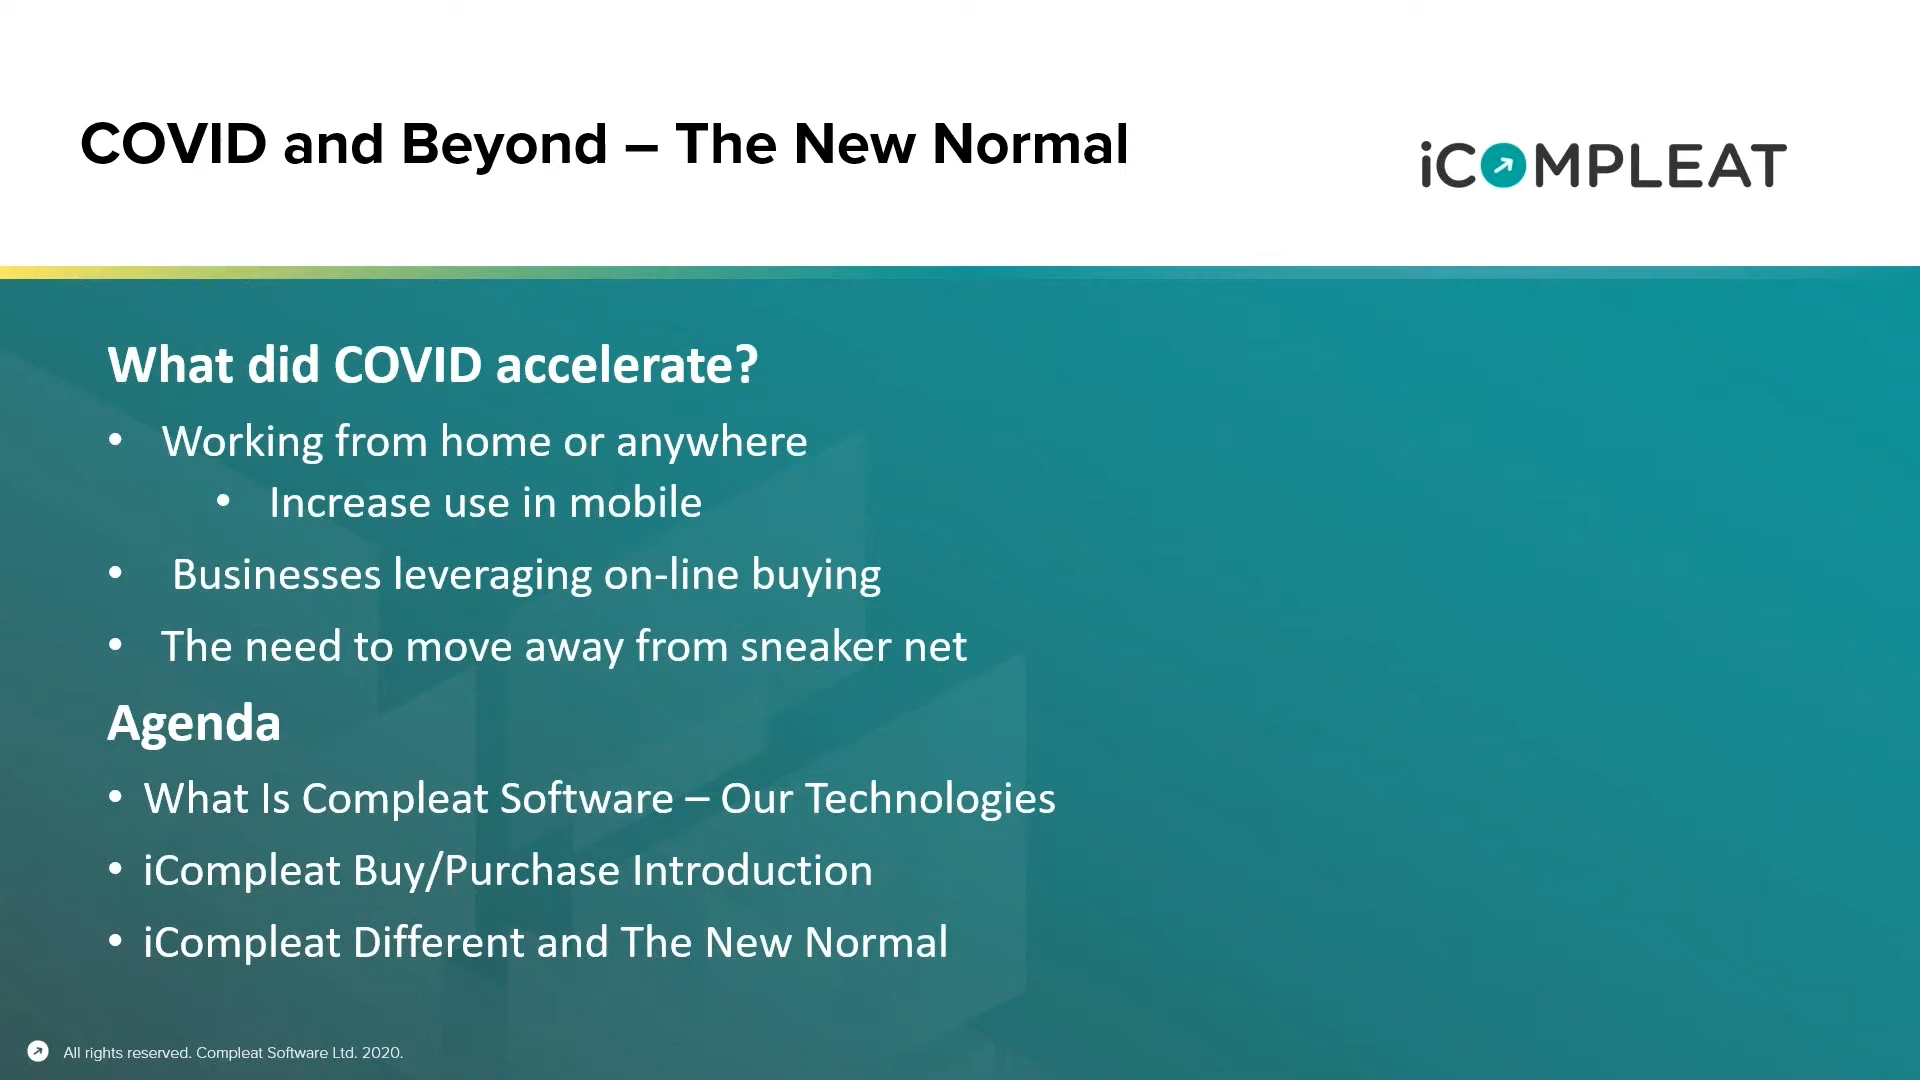 COVID and Beyond – The New Normal
iCOMPLEAT
What did COVID accelerate?
• Working from home or anywhere
• Increase use in mobile
• Businesses leveraging on-line buying
• The need to move away from sneaker net
Agenda
• What Is Compleat Software – Our Technologies
• iCompleat Buy/Purchase Introduction
• iCompleat Different and The New Normal
All rights reserved. Compleat Software Ltd. 2020.